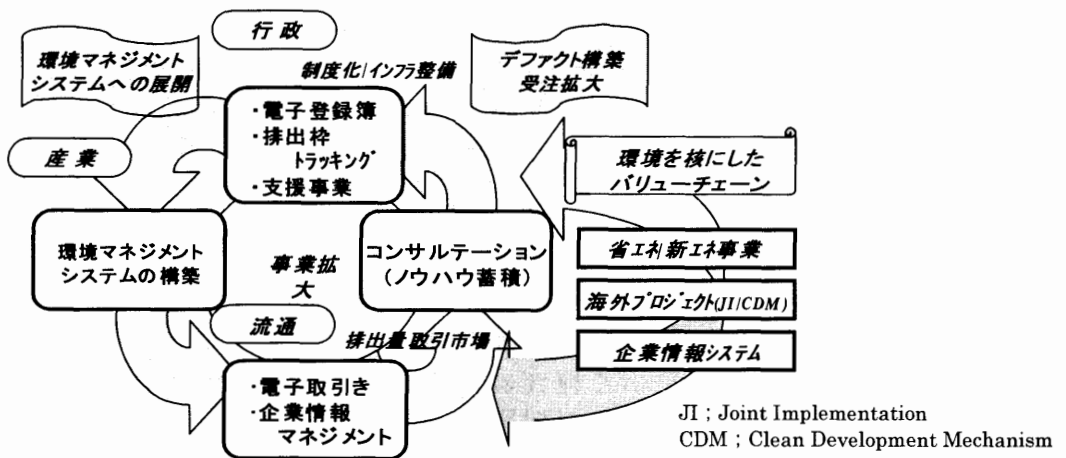 行政
環境マネジメント
システムへの展開
制度化/インフラ整備
デファクト構築
受注拡大
・電子登録簿
・排出枠
トラッキング
・支援事業
産業
環境を核にした
バリューチェーン
環境マネジメント
システムの構築
事業拡
大
コンサルテーション
(ノウハウ蓄積)
省エネ/新エネ事業
海外プロジェクト(JI/CDM)
企業情報システム
流通
排出量取引市場
・電子取引き
・企業情報
マネジメント
JI ; Joint Implementation
CDM ; Clean Development Mechanism